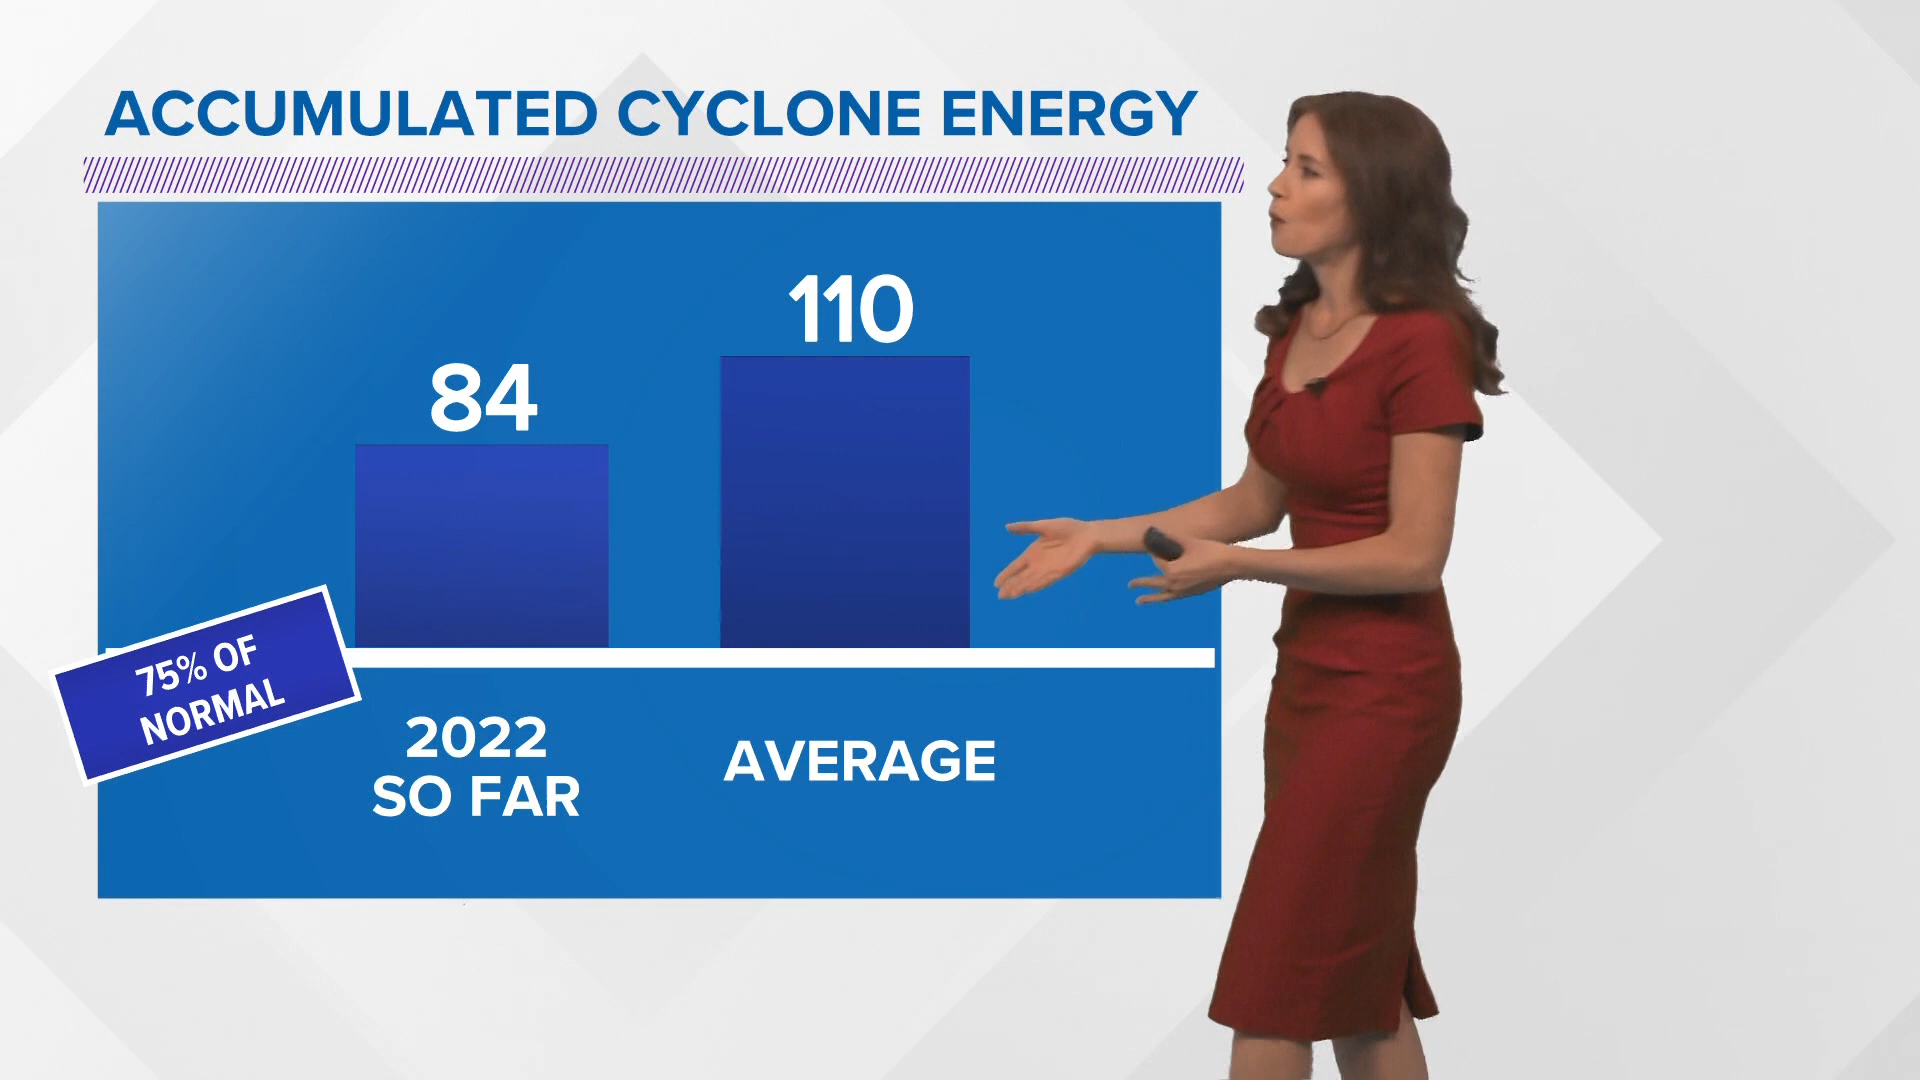 ACCUMULATED CYCLONE ENERGY
84
110
75% OF
NORMAL
2022
SO FAR
AVERAGE